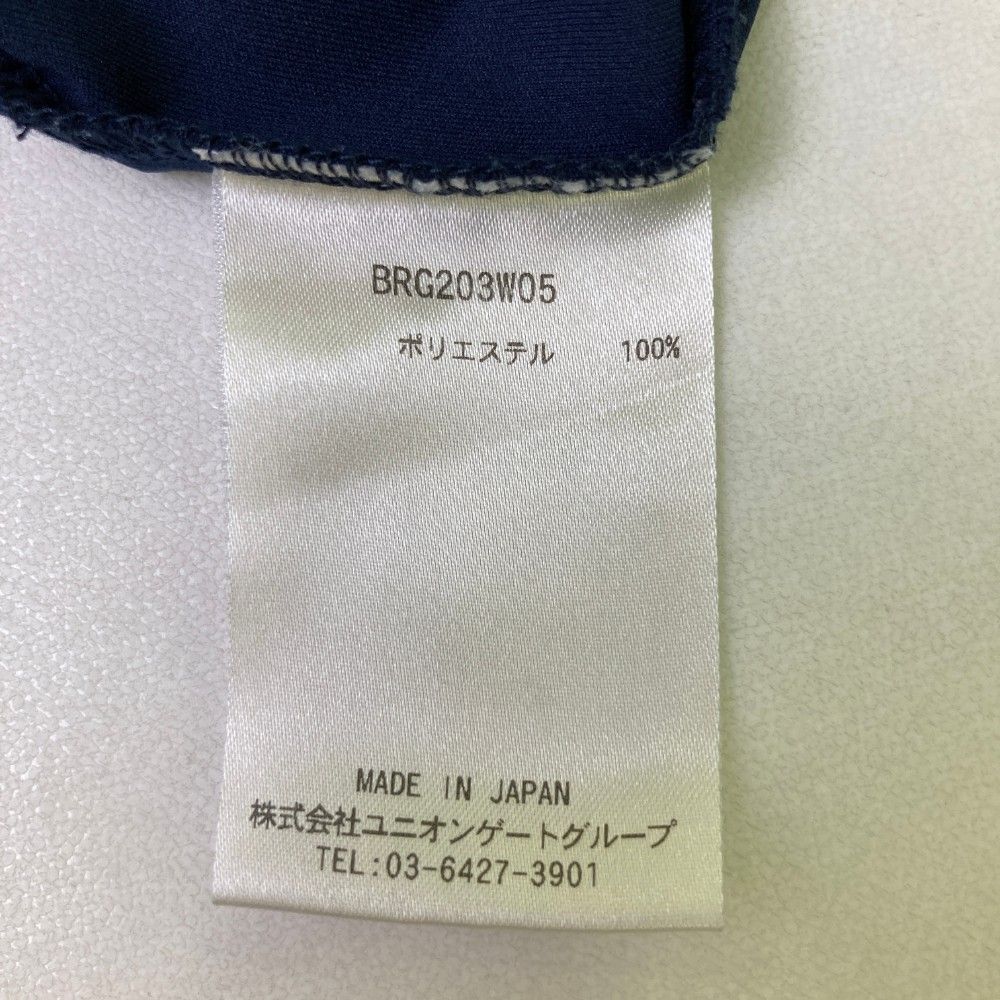 BRG203W05
ポリエステル 100%
MADE IN JAPAN
株式会社ユニオンゲートグループ
TEL:03-6427-3901